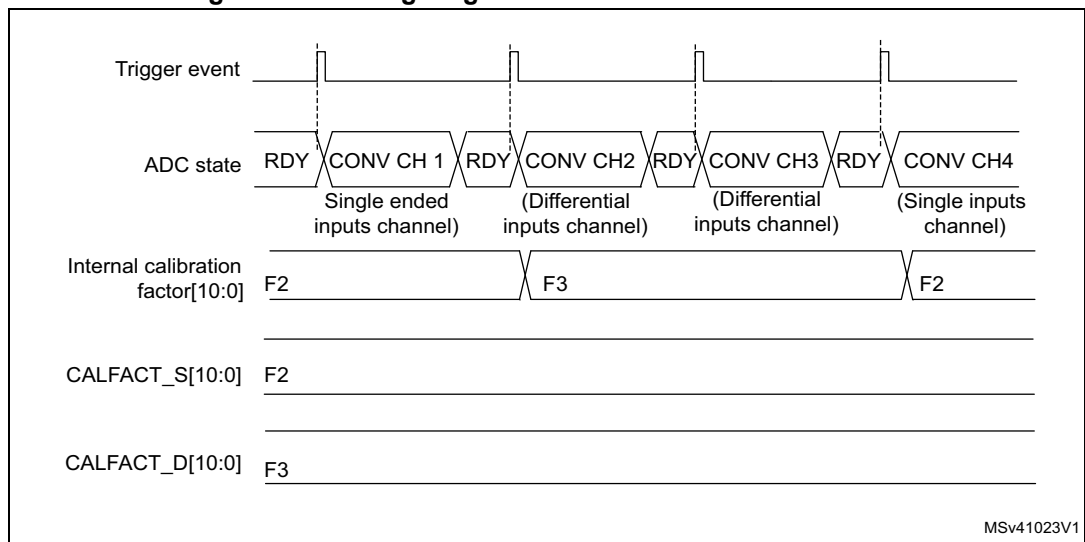 Trigger event
ADC state
RDY
CONV CH 1
RDY
CONV CH2
RDY
CONV CH3
RDY
CONV CH4
Single ended
inputs channel)
(Differential
inputs channel)
(Differential
inputs channel)
(Single inputs
channel)
Internal calibration
factor[10:0]
F2
F3
F2
CALFACT_S[10:0]
F2
CALFACT_D[10:0]
F3
MSv41023V1